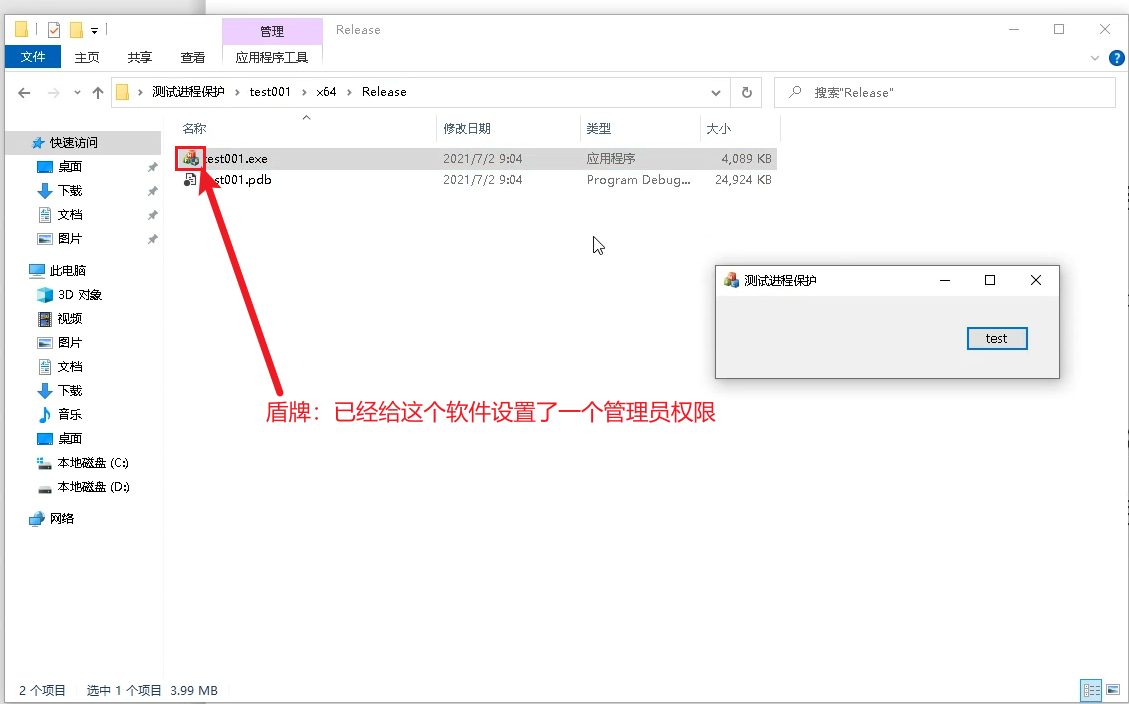 管理
Release
文件
主页
共享
查看
应用程序工具
测试进程保护 › test001 › x64 › Release
搜索"Release"
名称
修改日期
类型
大小
快速访问
桌面
下载
文档
图片
此电脑
3D 对象
视频
图片
文档
下载
音乐
桌面
本地磁盘 (C:)
本地磁盘 (D:)
网络
test001.exe
2021/7/2 9:04
应用程序
4,089 KB
test001.pdb
2021/7/2 9:04
Program Debug...
24,924 KB
测试进程保护
test
盾牌：已经给这个软件设置了一个管理员权限
2 个项目
选中 1 个项目 3.99 MB